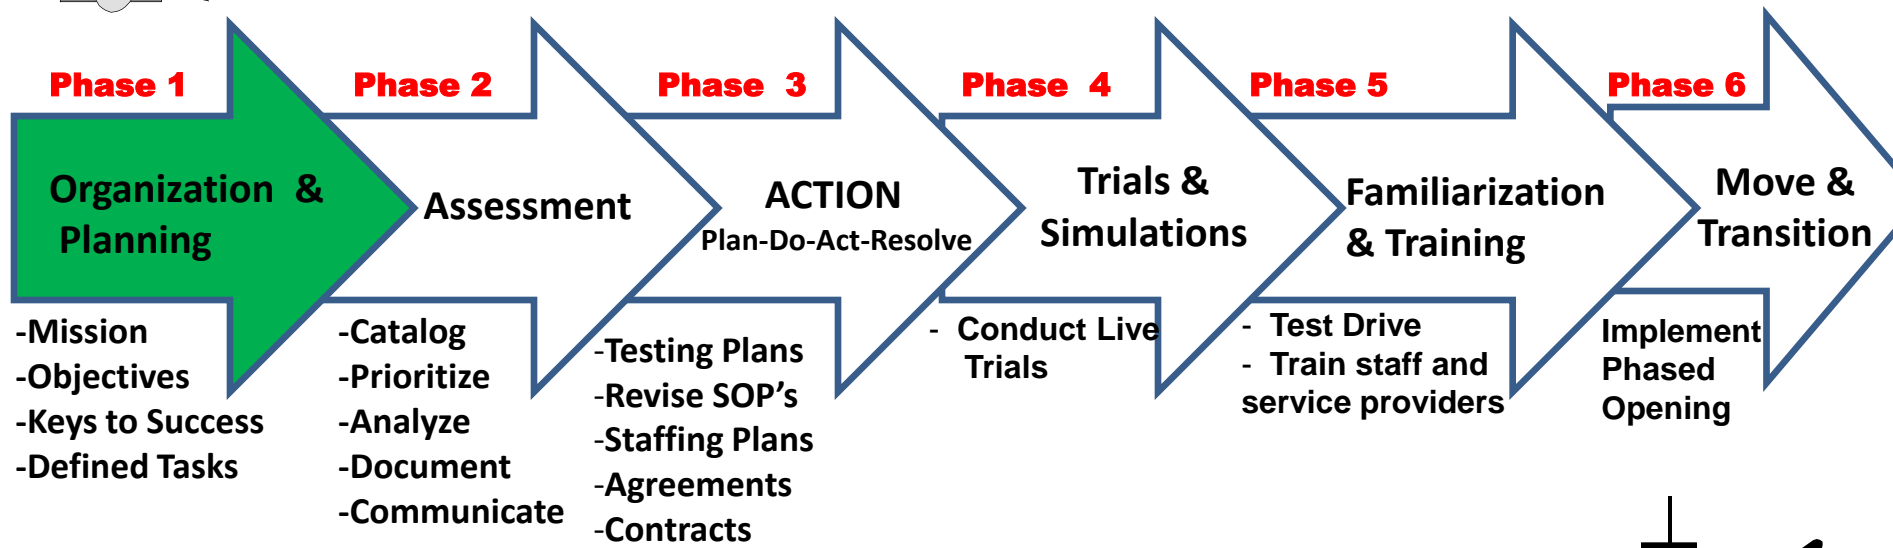 Phase 1
Organization &
Planning
-Mission
-Objectives
-Keys to Success
-Defined Tasks
Phase 2
Assessment
-Catalog
-Prioritize
-Analyze
-Document
-Communicate
Phase 3
ACTION
Plan-Do-Act-Resolve
-Testing Plans
-Revise SOP’s
-Staffing Plans
-Agreements
-Contracts
Phase 4
Trials &
Simulations
- Conduct Live
Trials
Phase 5
Familiarization
& Training
- Test Drive
- Train staff and
service providers
Phase 6
Move &
Transition
Implement
Phased
Opening